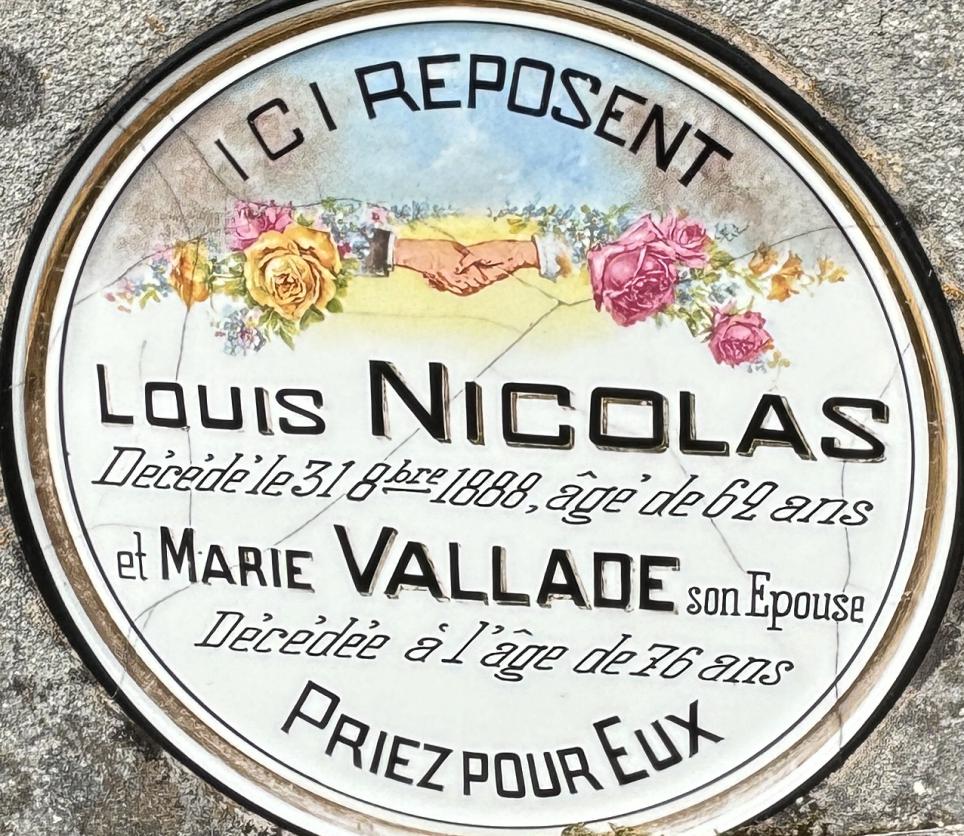 ICI REPOSENT
LOUIS NICOLAS
Décédé le 31 8bre 1888, âgé de 62 ans
et MARIE VALLADE son Epouse
Décédée à l'âge de 76 ans
PRIEZ POUR EUX